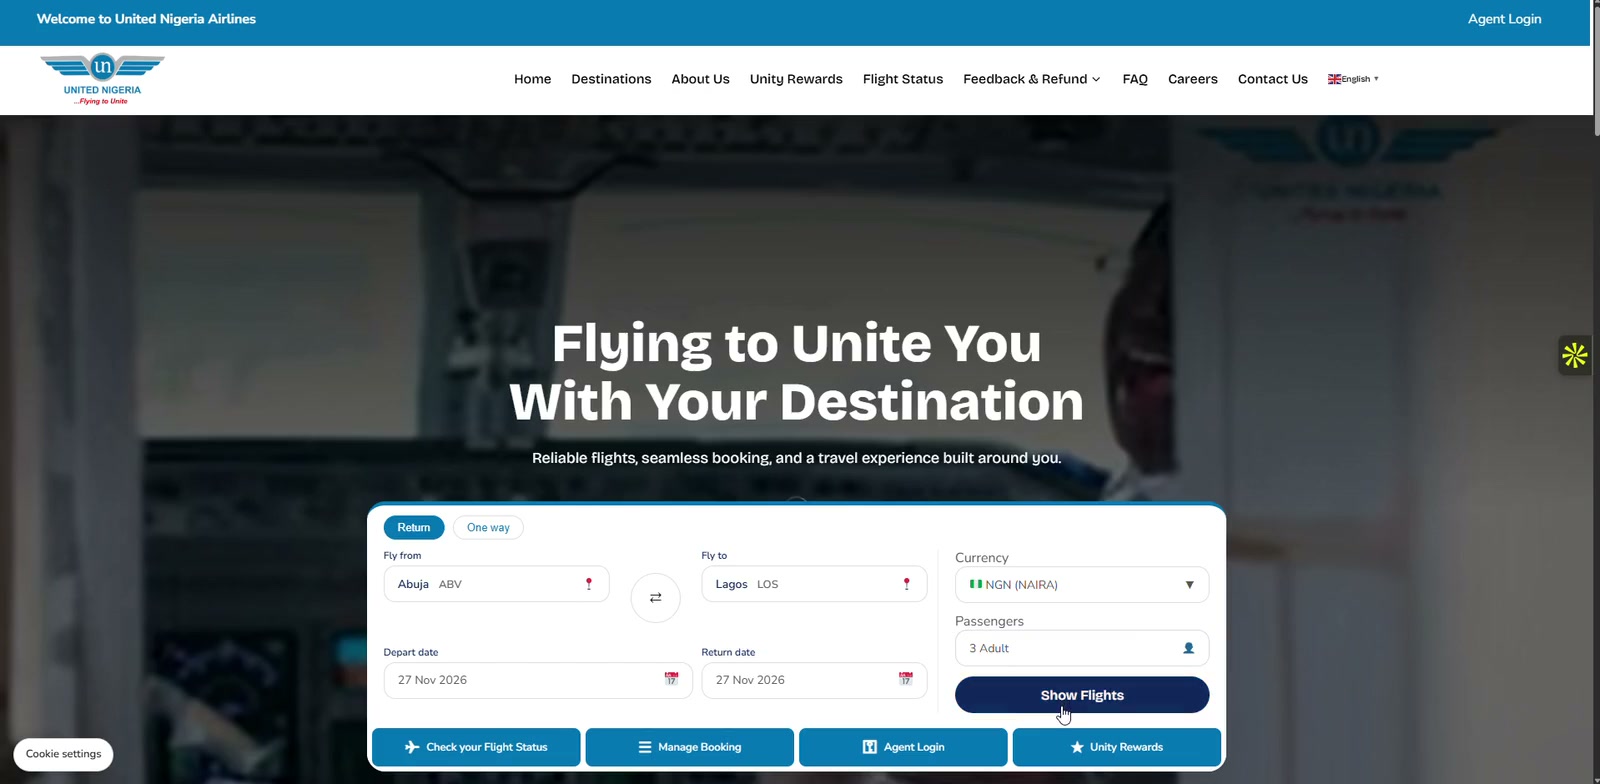 Welcome to United Nigeria Airlines
Agent Login
un
UNITED NIGERIA
...Flying to Unite
Home
Destinations
About Us
Unity Rewards
Flight Status
Feedback & Refund
FAQ
Careers
Contact Us
English
un
UNITED NIGERIA
Flying to Unite You
With Your Destination
Reliable flights, seamless booking, and a travel experience built around you.
Return
One way
Fly from
Abuja ABV
Fly to
Lagos LOS
Currency
NGN (NAIRA)
Passengers
3 Adult
Depart date
27 Nov 2026
Return date
27 Nov 2026
Show Flights
Check your Flight Status
Manage Booking
Agent Login
Unity Rewards
Cookie settings